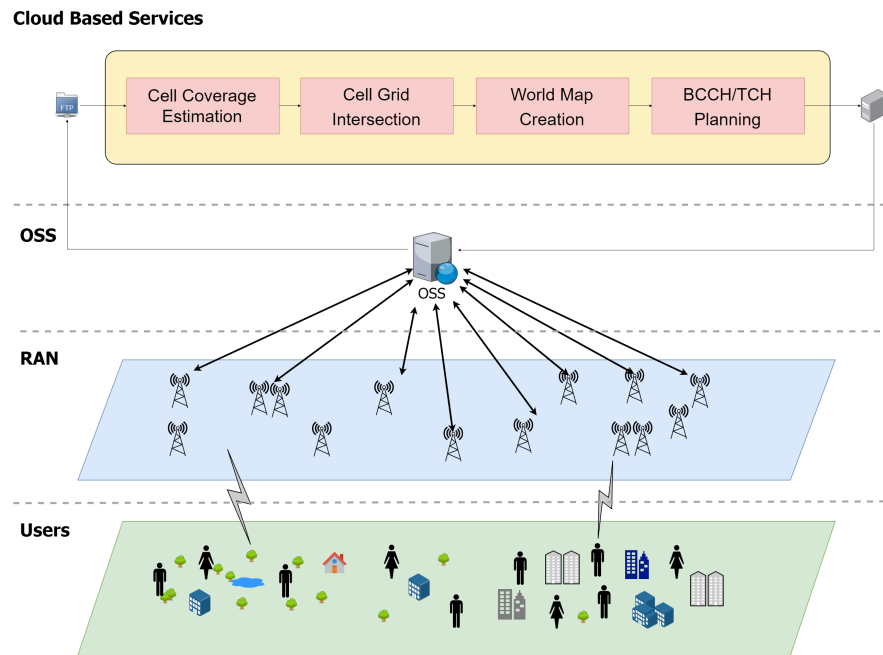 Cloud Based Services
FTP
Cell Coverage
Estimation
Cell Grid
Intersection
World Map
Creation
BCCH/TCH
Planning
OSS
OSS
RAN
Users